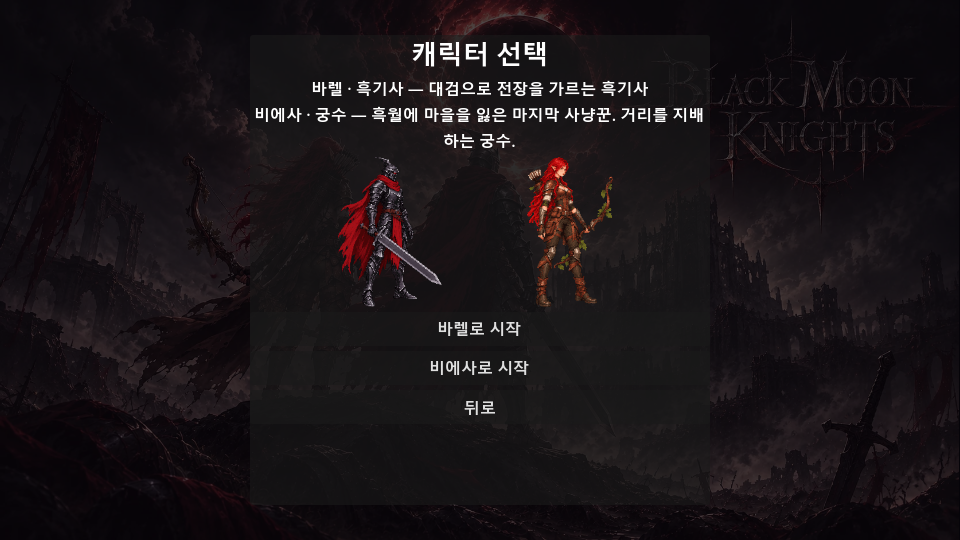 캐릭터 선택
바렐 · 흑기사 — 대검으로 전장을 가르는 흑기사
비에사 · 궁수 — 흑월에 마을을 잃은 마지막 사냥꾼. 거리를 지배
하는 궁수.
BLACK MOON
KNIGHTS
바렐로 시작
비에사로 시작
뒤로